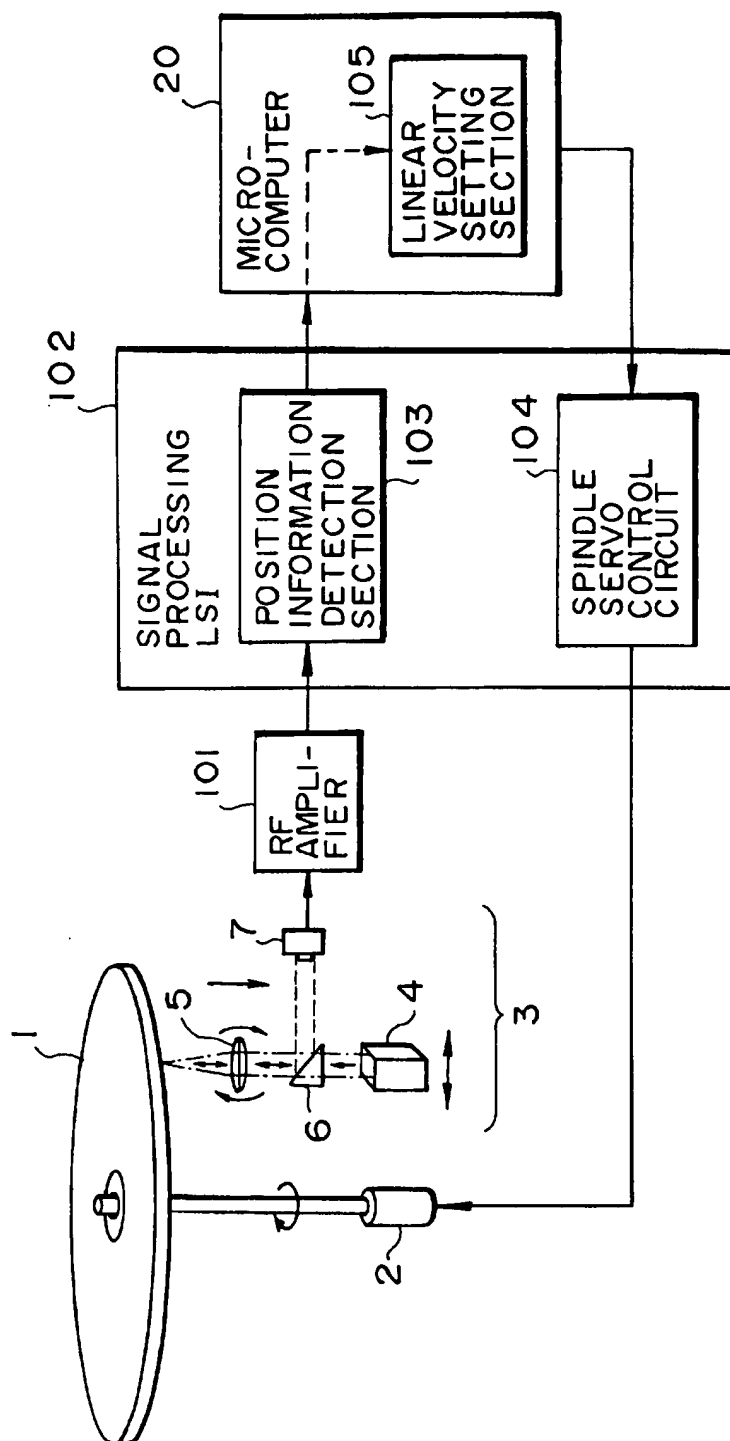 1
2
3
4
5
6
7
101
RF
AMPLI-
FIER
102
SIGNAL
PROCESSING
LSI
POSITION
INFORMATION
DETECTION
SECTION
103
104
SPINDLE
SERVO
CONTROL
CIRCUIT
20
MICRO-
COMPUTER
105
LINEAR
VELOCITY
SETTING
SECTION